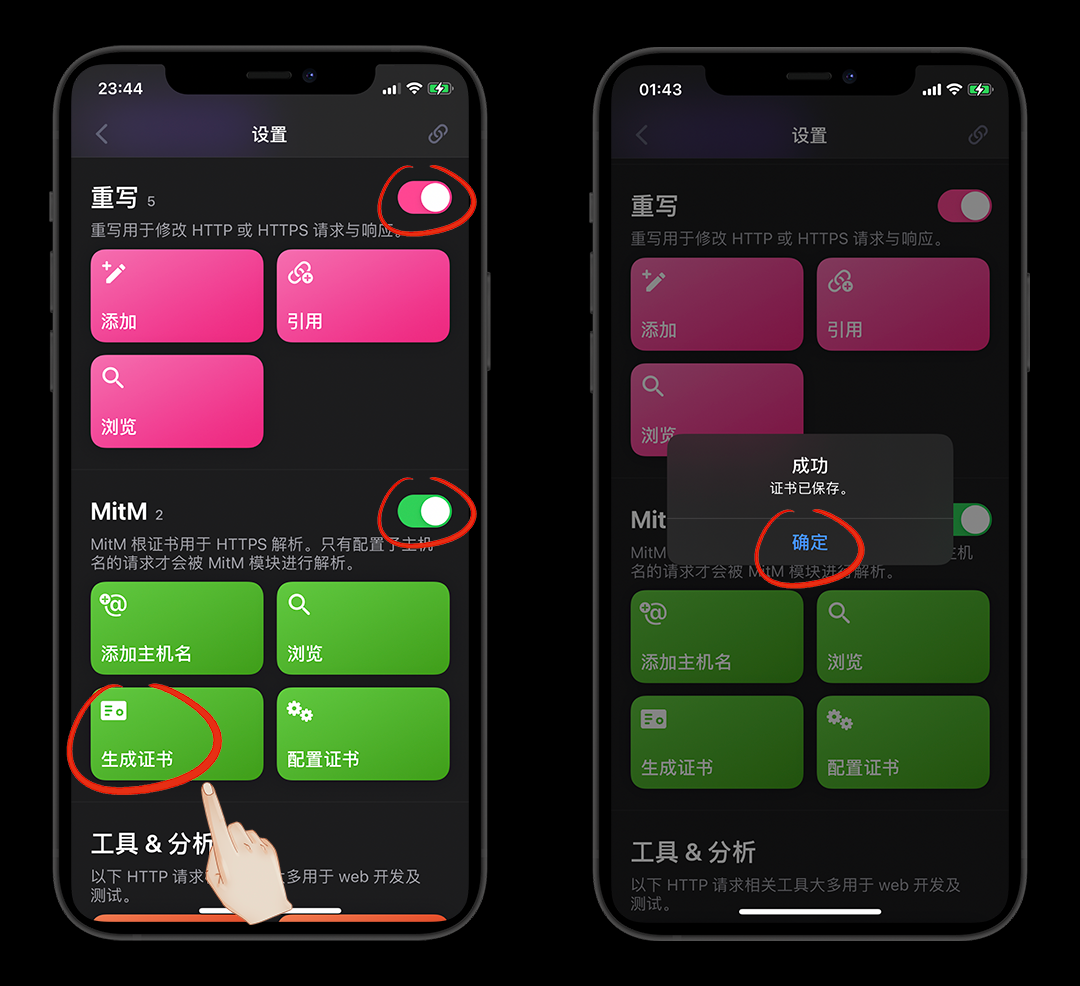 23:44
设置
重写 5
重写用于修改 HTTP 或 HTTPS 请求与响应。
添加
引用
浏览
MitM 2
MitM 根证书用于 HTTPS 解析。只有配置了主机
名的请求才会被 MitM 模块进行解析。
添加主机名
浏览
生成证书
配置证书
工具 & 分析
以下 HTTP 请求 大多用于 web 开发及
测试。
01:43
设置
重写
重写用于修改 HTTP 或 HTTPS 请求与响应。
添加
引用
浏览
成功
证书已保存。
确定
Mit
MitM 主机
名的请求才会被 MitM 模块进行解析。
添加主机名
浏览
生成证书
配置证书
工具 & 分析
以下 HTTP 请求相关工具大多用于 web 开发及
测试。